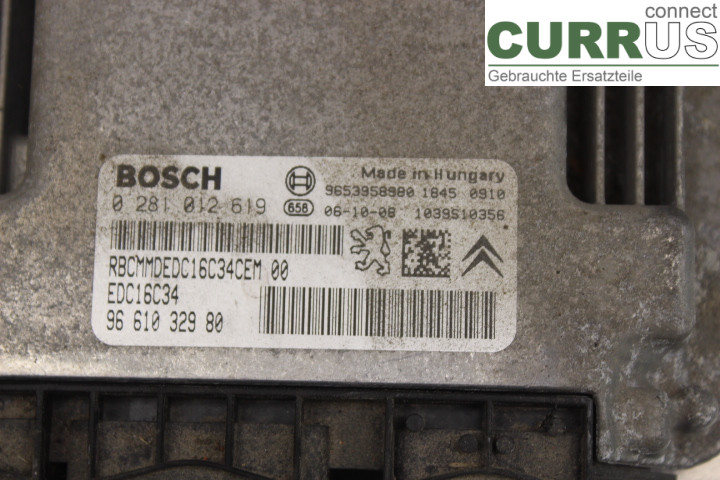 connect
CURRUS
Gebrauchte Ersatzteile
BOSCH
Made in Hungary
9653958980 1845 0910
0 281 012 619
658
06-10-09 1039S10356
RBCMMDEDC16C34CEM 00
EDC16C34
96 610 329 80